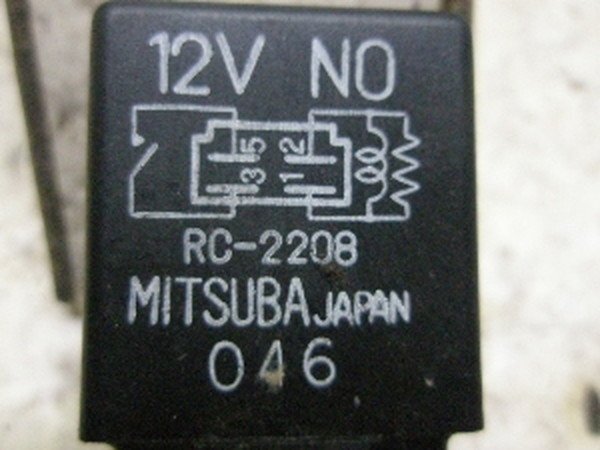 12V NO
5 2
3 1
RC-2208
MITSUBA JAPAN
046